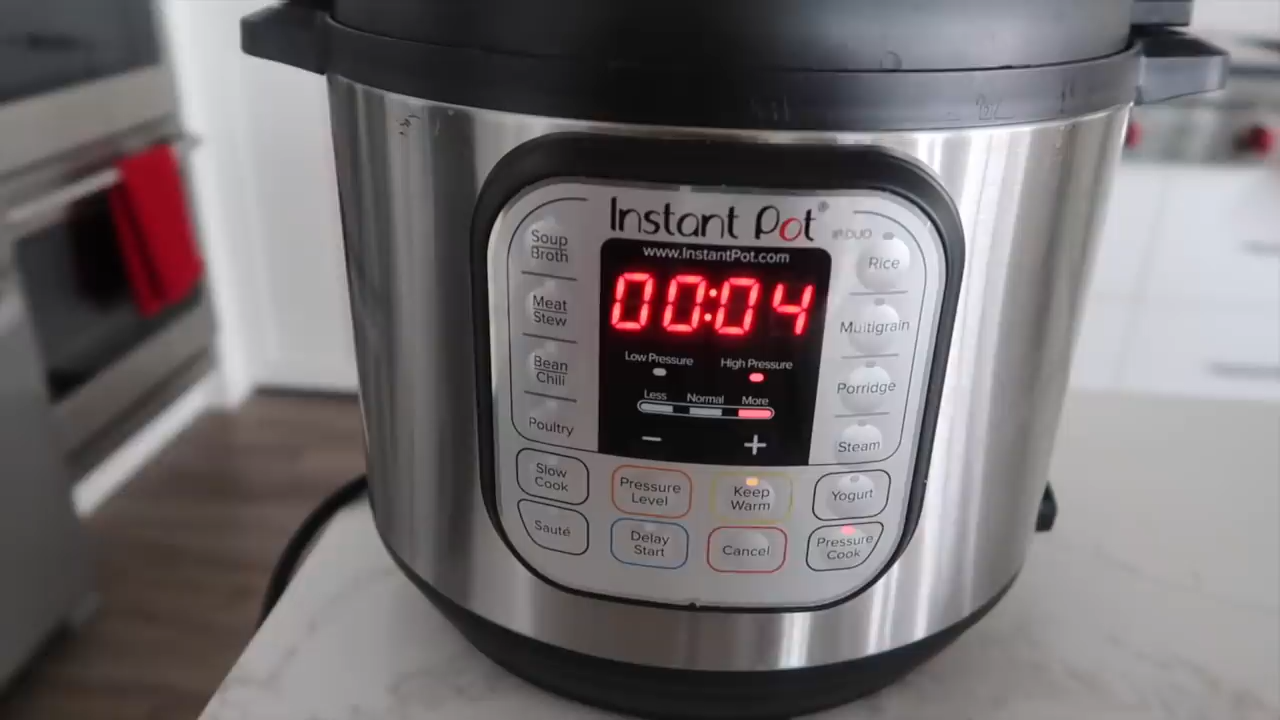 Instant Pot®
DUO
www.InstantPot.com
00:04
Low Pressure
High Pressure
Less
Normal
More
−
+
Soup
Broth
Meat
Stew
Bean
Chili
Poultry
Slow
Cook
Sauté
Pressure
Level
Delay
Start
Keep
Warm
Cancel
Rice
Multigrain
Porridge
Steam
Yogurt
Pressure
Cook